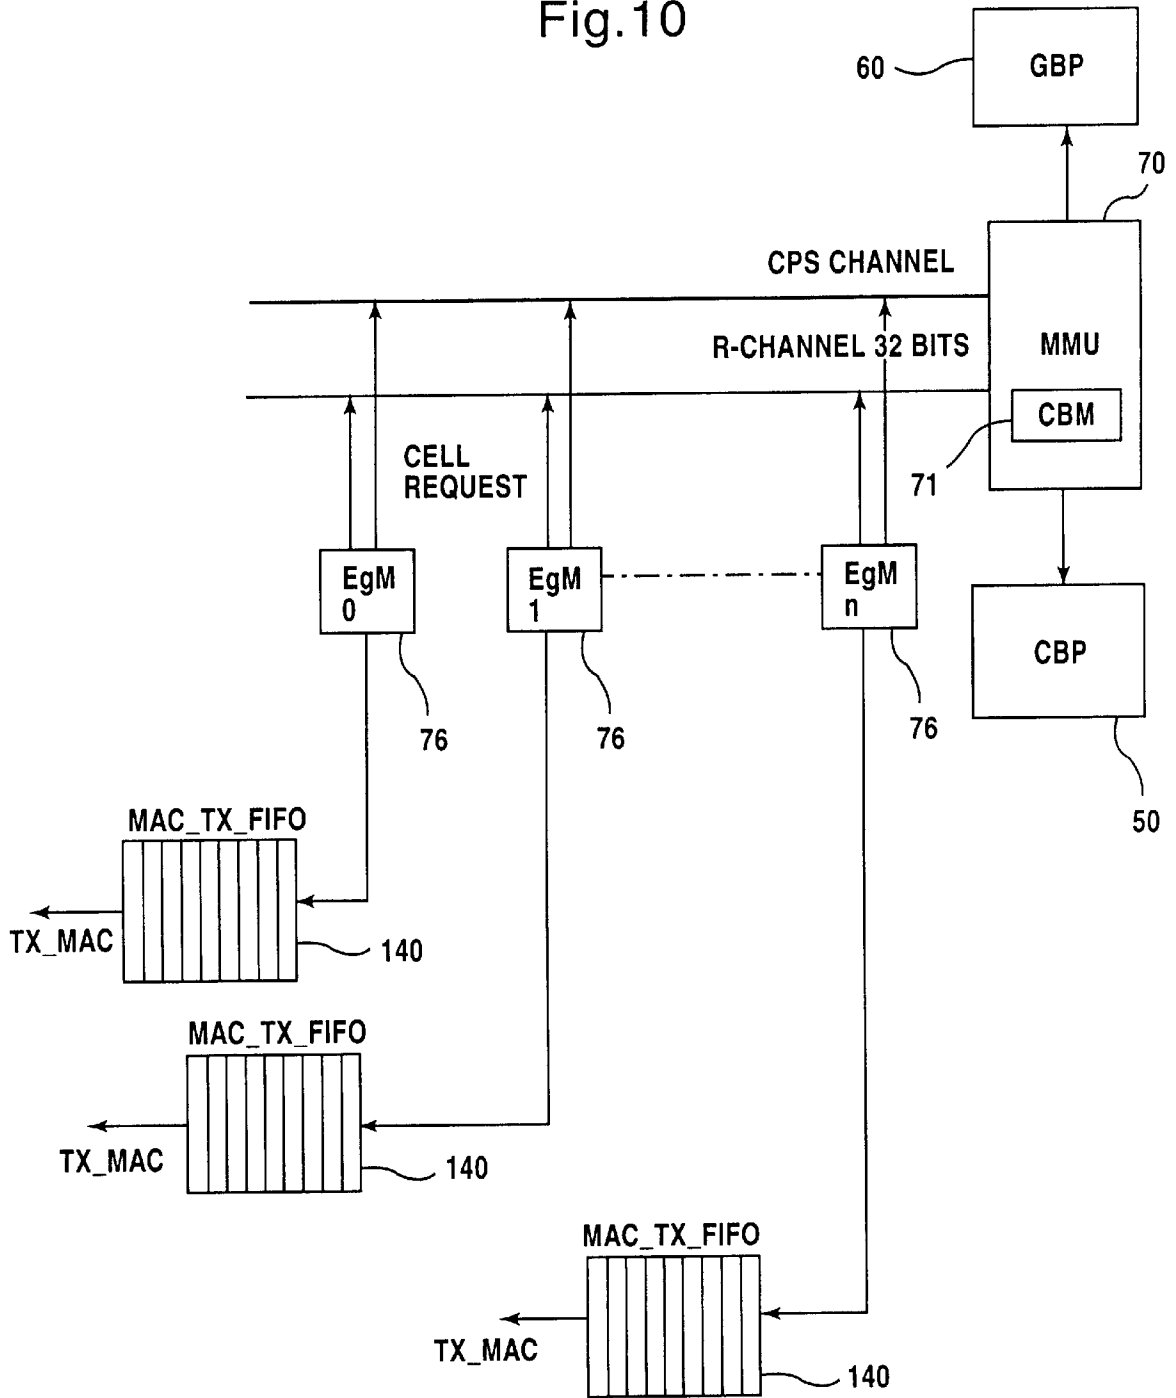 Fig.10
60
GBP
70
CPS CHANNEL
R-CHANNEL 32 BITS
MMU
CBM
CELL
REQUEST
71
EgM
0
EgM
1
EgM
n
CBP
76
76
76
50
MAC_TX_FIFO
TX_MAC
140
MAC_TX_FIFO
TX_MAC
140
MAC_TX_FIFO
TX_MAC
140